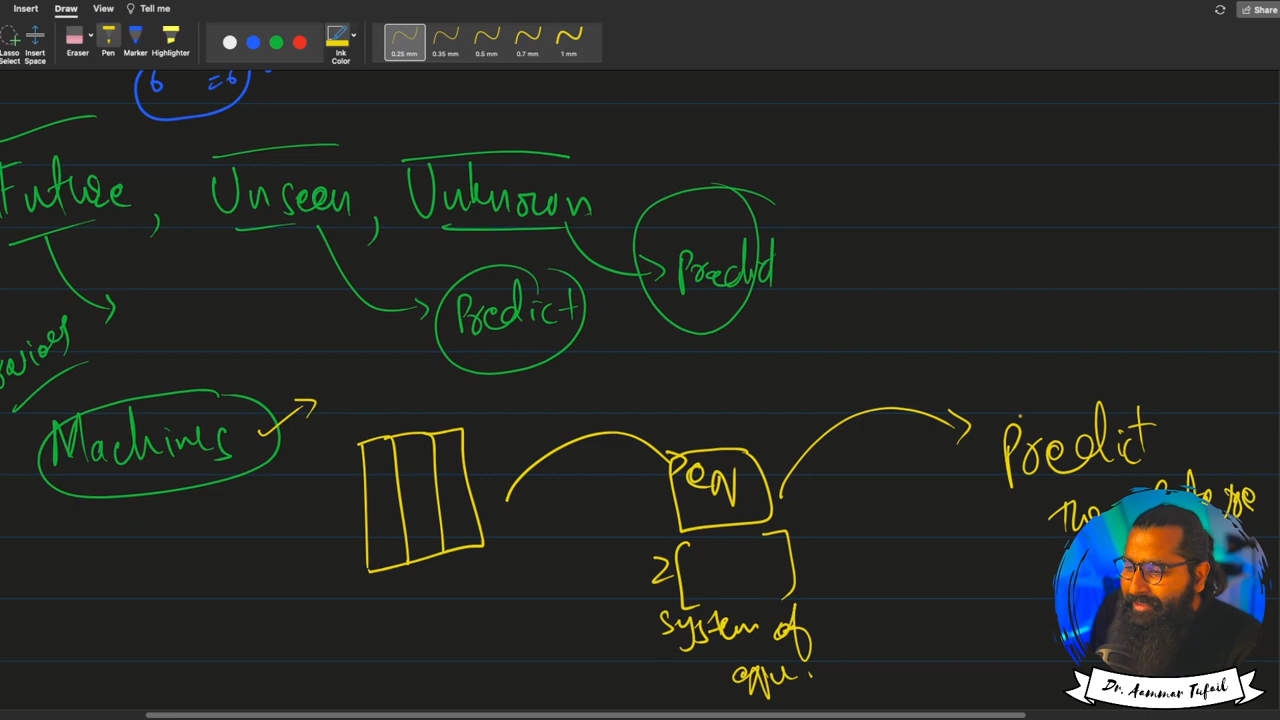 Insert Draw View Tell me
Share
Lasso Select
Insert Space
Eraser
Pen
Marker
Highlighter
Ink Color
0.25 mm
0.35 mm
0.5 mm
0.7 mm
1 mm
6 = 6
Future, Unseen, Unknown
Predict
Predict
Machines
Predict
2[ ]
System of
equ.
Dr. Aammar Tufail